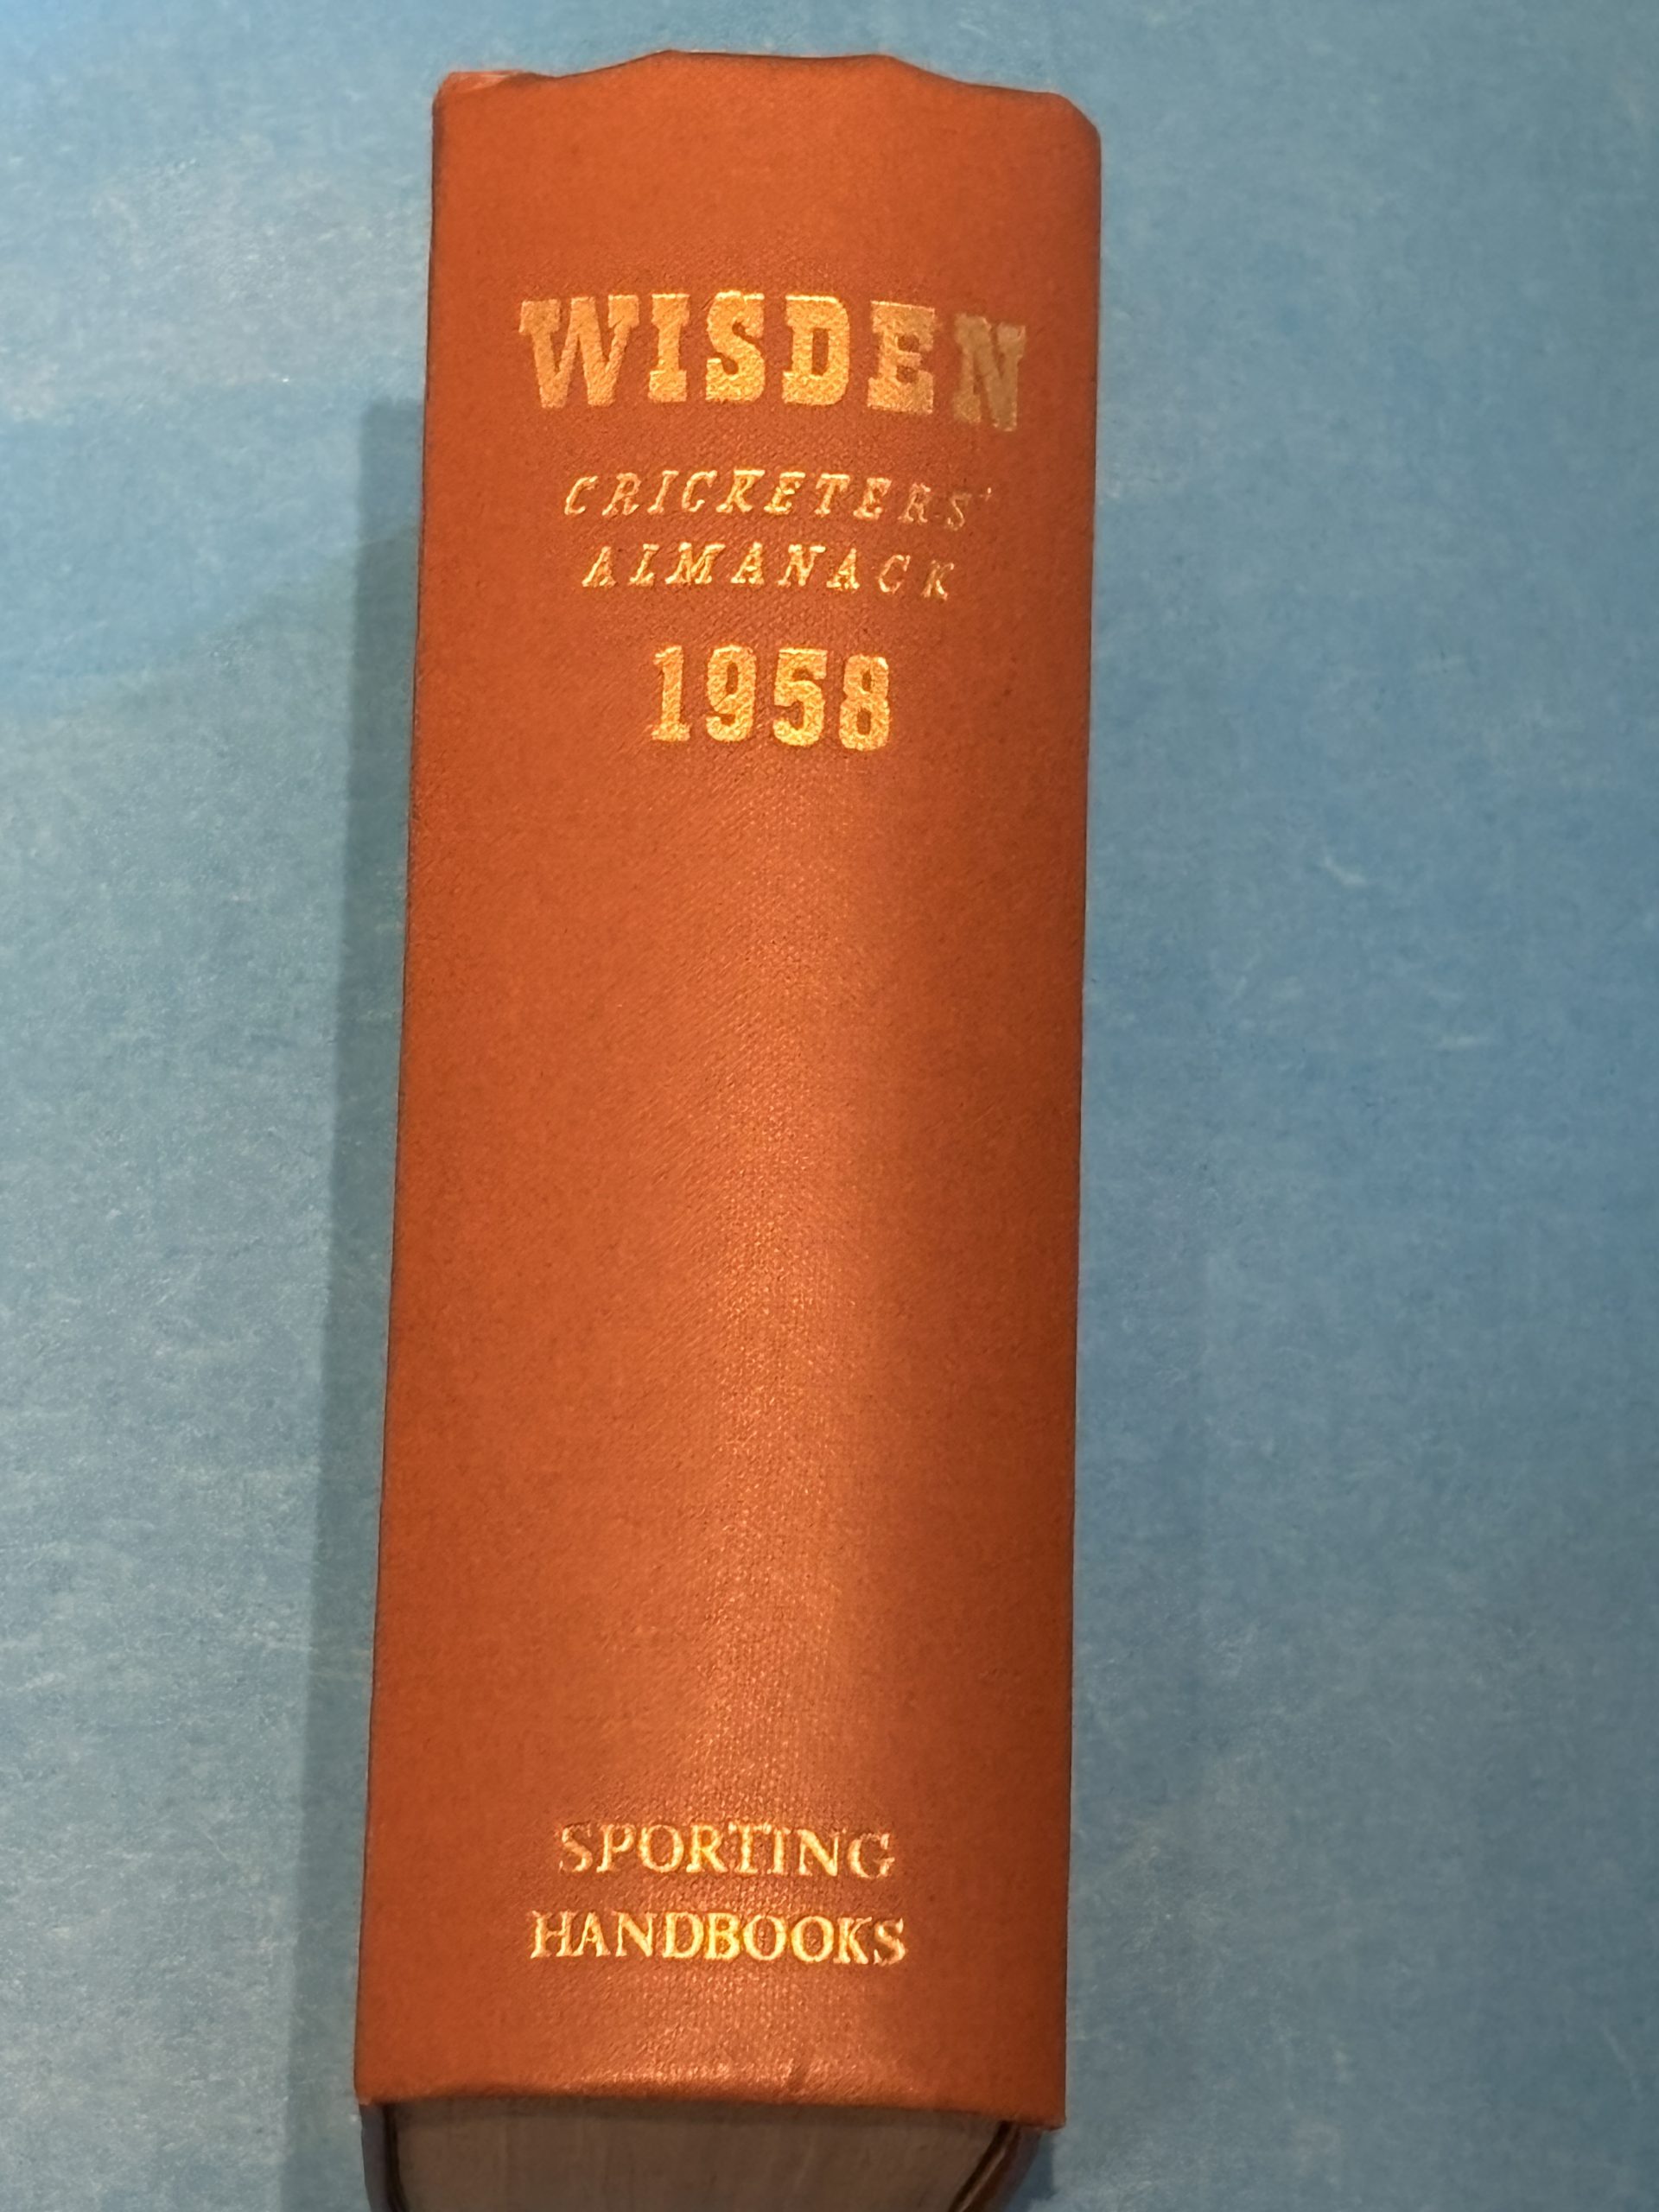 WISDEN
CRICKETERS'
ALMANACK
1958
SPORTING
HANDBOOKS